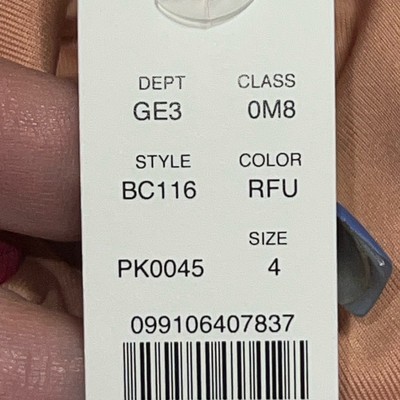 DEPT CLASS
GE3 0M8
STYLE COLOR
BC116 RFU
SIZE
PK0045 4
099106407837